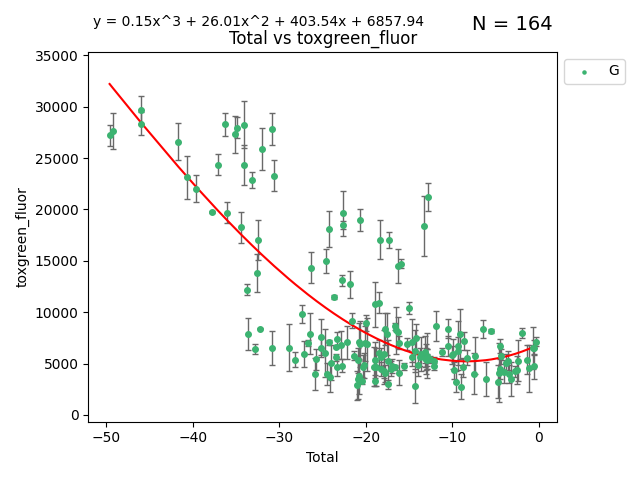 y = 0.15x^3 + 26.01x^2 + 403.54x + 6857.94
N = 164
Total vs toxgreen_fluor
G
toxgreen_fluor
35000
30000
25000
20000
15000
10000
5000
0
−50 −40 −30 −20 −10 0
Total